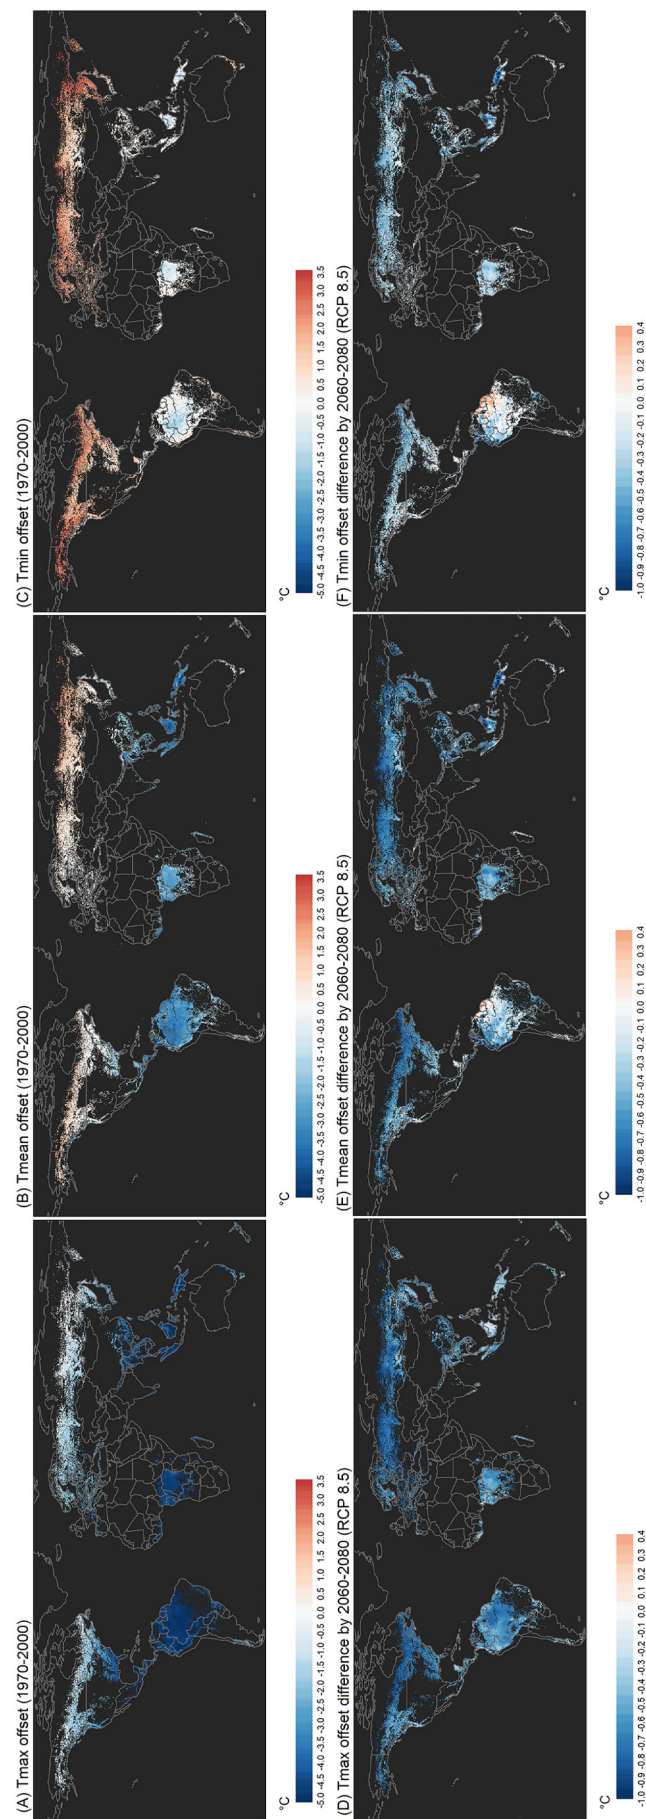 (A) Tmax offset (1970-2000)
°C
-5.0 -4.5 -4.0 -3.5 -3.0 -2.5 -2.0 -1.5 -1.0 -0.5 0.0 0.5 1.0 1.5 2.0 2.5 3.0 3.5
(B) Tmean offset (1970-2000)
°C
-5.0 -4.5 -4.0 -3.5 -3.0 -2.5 -2.0 -1.5 -1.0 -0.5 0.0 0.5 1.0 1.5 2.0 2.5 3.0 3.5
(C) Tmin offset (1970-2000)
°C
-5.0 -4.5 -4.0 -3.5 -3.0 -2.5 -2.0 -1.5 -1.0 -0.5 0.0 0.5 1.0 1.5 2.0 2.5 3.0 3.5
(D) Tmax offset difference by 2060-2080 (RCP 8.5)
°C
-1.0 -0.9 -0.8 -0.7 -0.6 -0.5 -0.4 -0.3 -0.2 -0.1 0.0 0.1 0.2 0.3 0.4
(E) Tmean offset difference by 2060-2080 (RCP 8.5)
°C
-1.0 -0.9 -0.8 -0.7 -0.6 -0.5 -0.4 -0.3 -0.2 -0.1 0.0 0.1 0.2 0.3 0.4
(F) Tmin offset difference by 2060-2080 (RCP 8.5)
°C
-1.0 -0.9 -0.8 -0.7 -0.6 -0.5 -0.4 -0.3 -0.2 -0.1 0.0 0.1 0.2 0.3 0.4